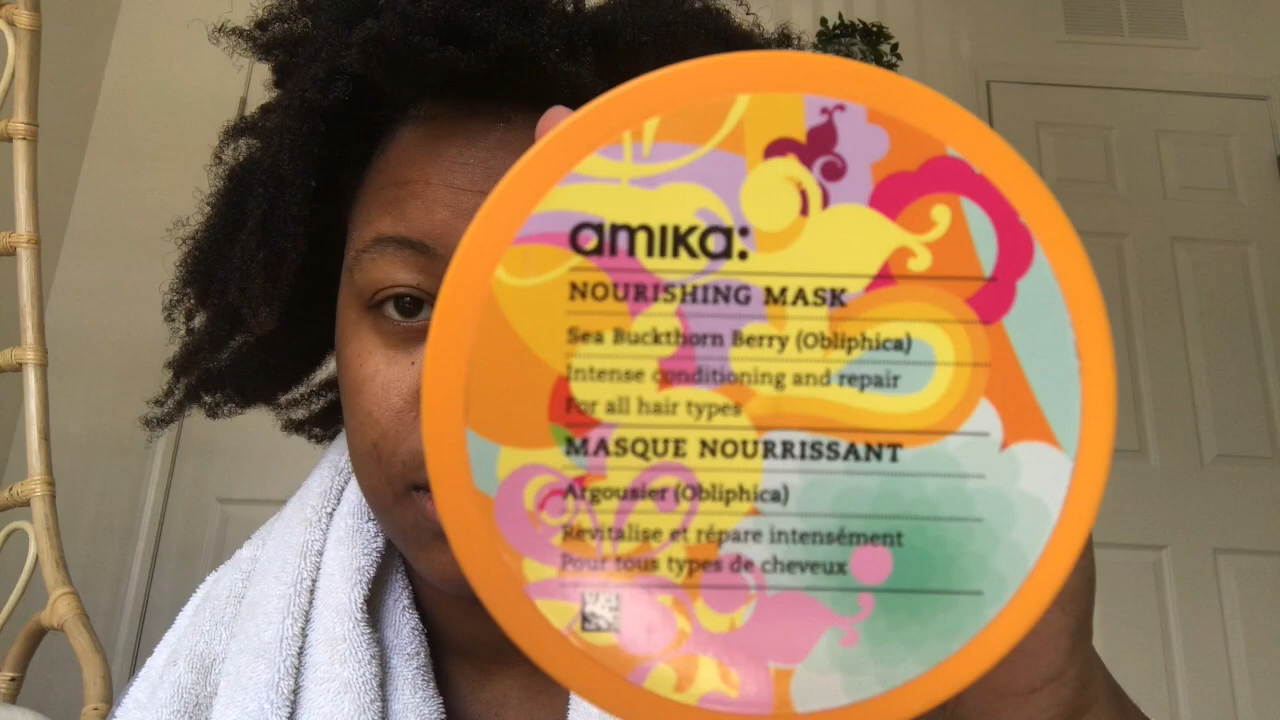 amika:
NOURISHING MASK
Sea Buckthorn Berry (Obliphica)
Intense conditioning and repair
For all hair types
MASQUE NOURRISSANT
Argousier (Obliphica)
Révitalise et répare intensément
Pour tous types de cheveux